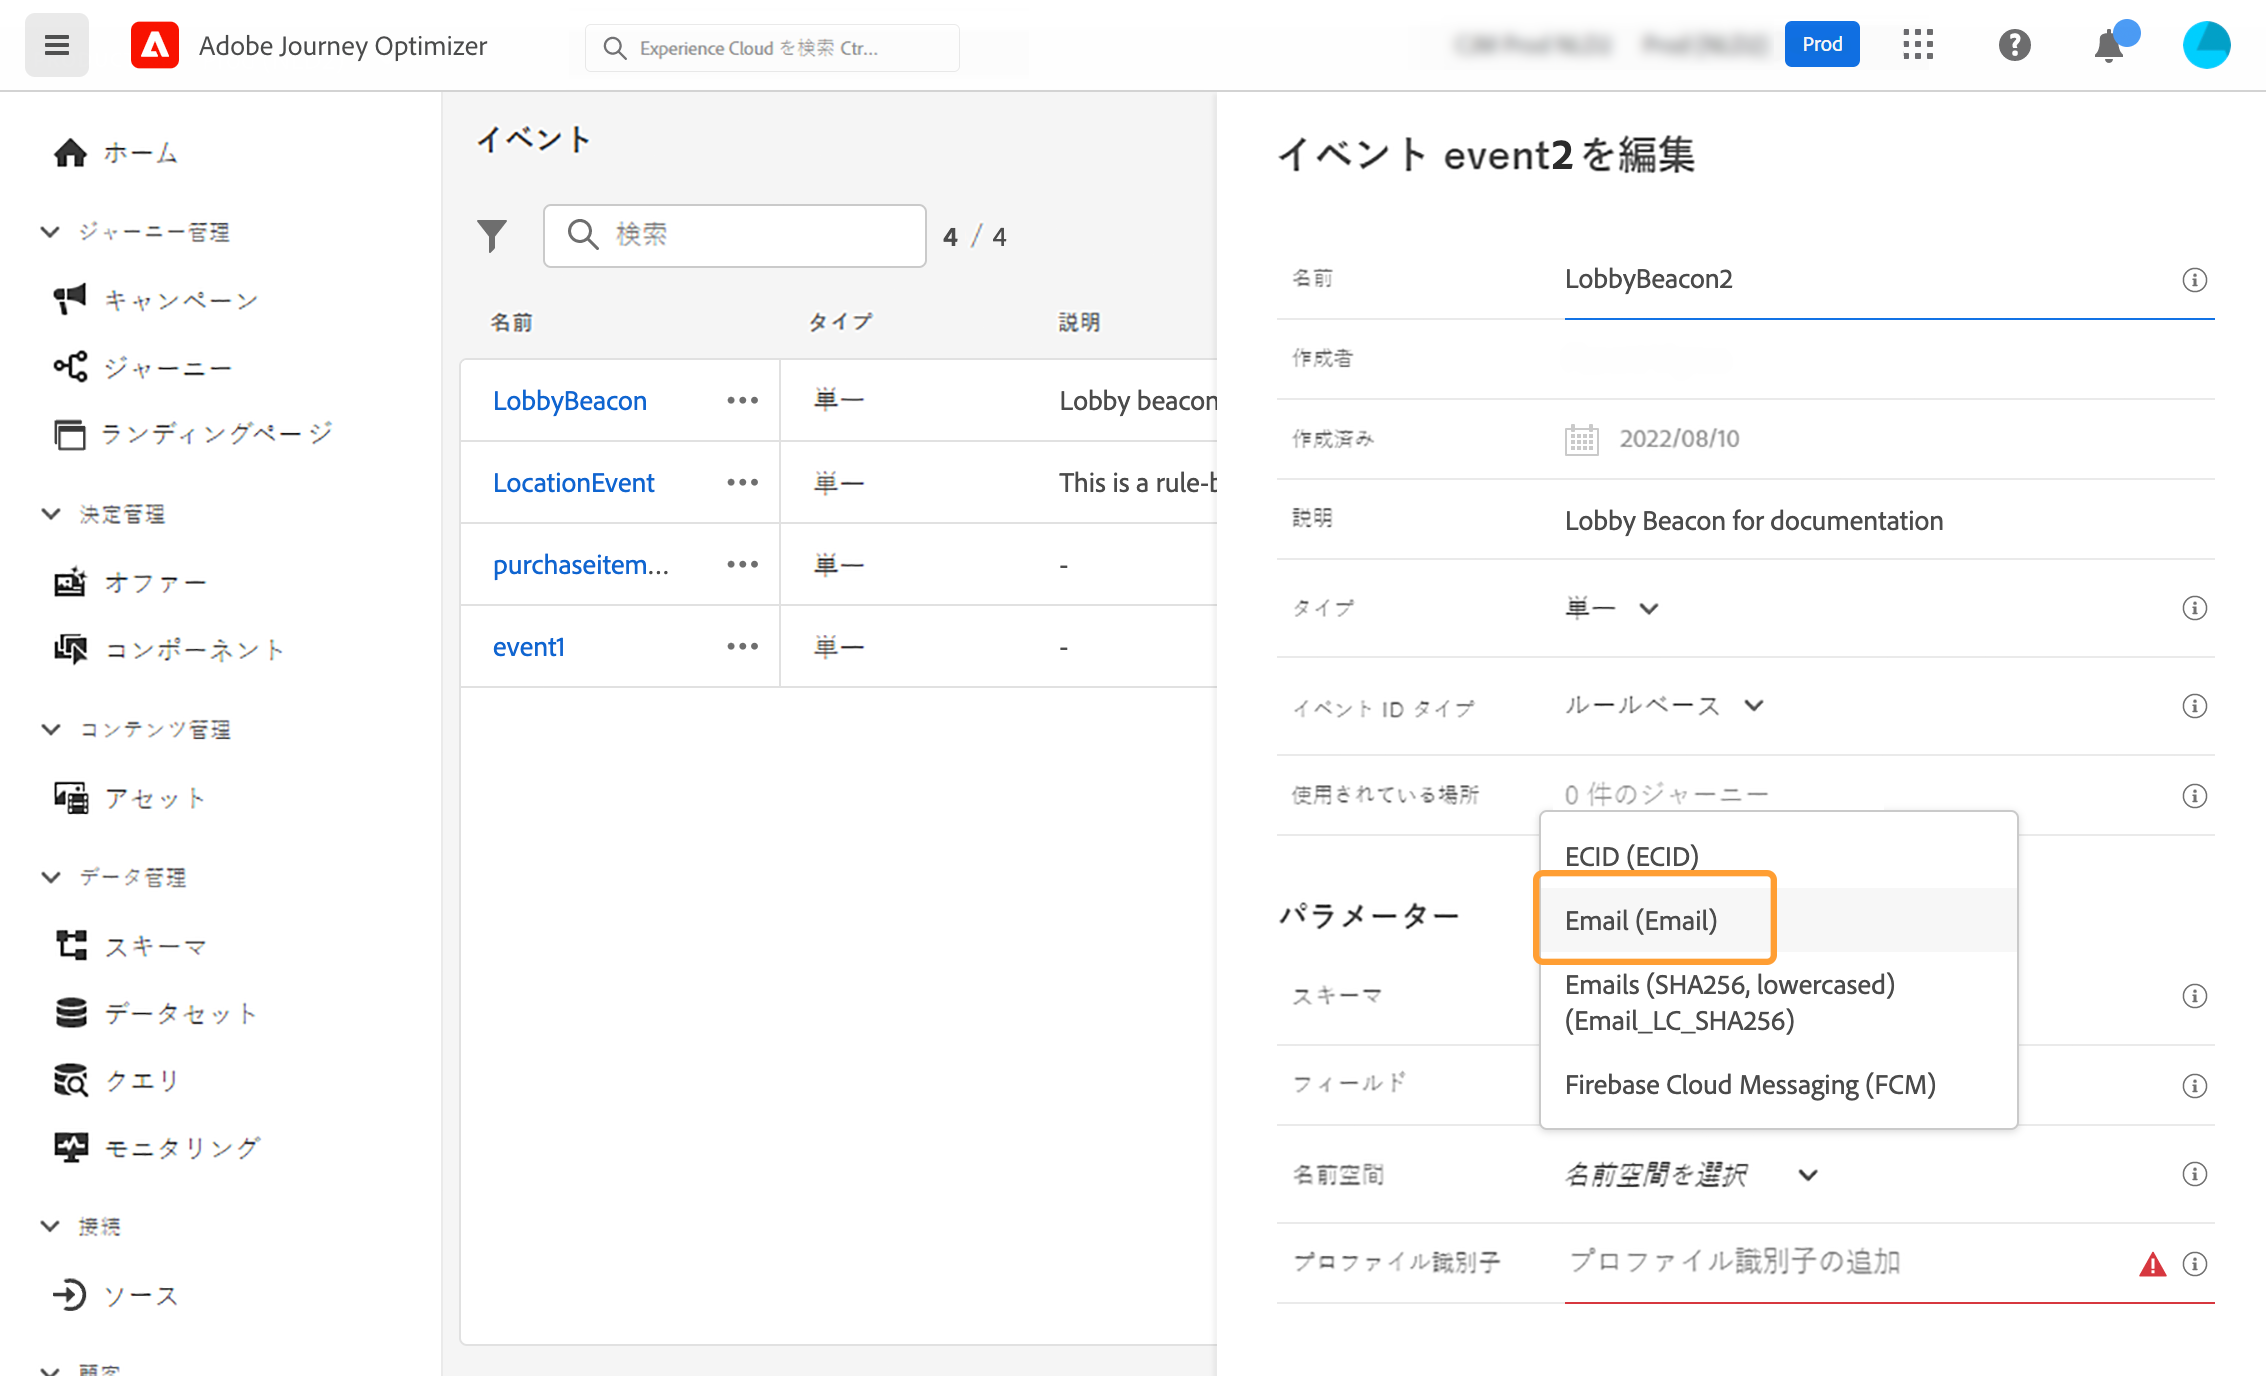 Adobe Journey Optimizer
Experience Cloud を検索 Ctr...
Prod
ホーム
ジャーニー管理
キャンペーン
ジャーニー
ランディングページ
決定管理
オファー
コンポーネント
コンテンツ管理
アセット
データ管理
スキーマ
データセット
クエリ
モニタリング
接続
ソース
顧客
イベント
検索
4 / 4
名前 タイプ 説明
LobbyBeacon ••• 単一 Lobby beacon
LocationEvent ••• 単一 This is a rule-b
purchaseitem... ••• 単一 -
event1 ••• 単一 -
イベント event2を編集
名前 LobbyBeacon2
作成者
作成済み 2022/08/10
説明 Lobby Beacon for documentation
タイプ 単一
イベント ID タイプ ルールベース
使用されている場所 0 件のジャーニー
パラメーター
ECID (ECID)
Email (Email)
Emails (SHA256, lowercased)
(Email_LC_SHA256)
Firebase Cloud Messaging (FCM)
スキーマ
フィールド
名前空間 名前空間を選択
プロファイル識別子 プロファイル識別子の追加